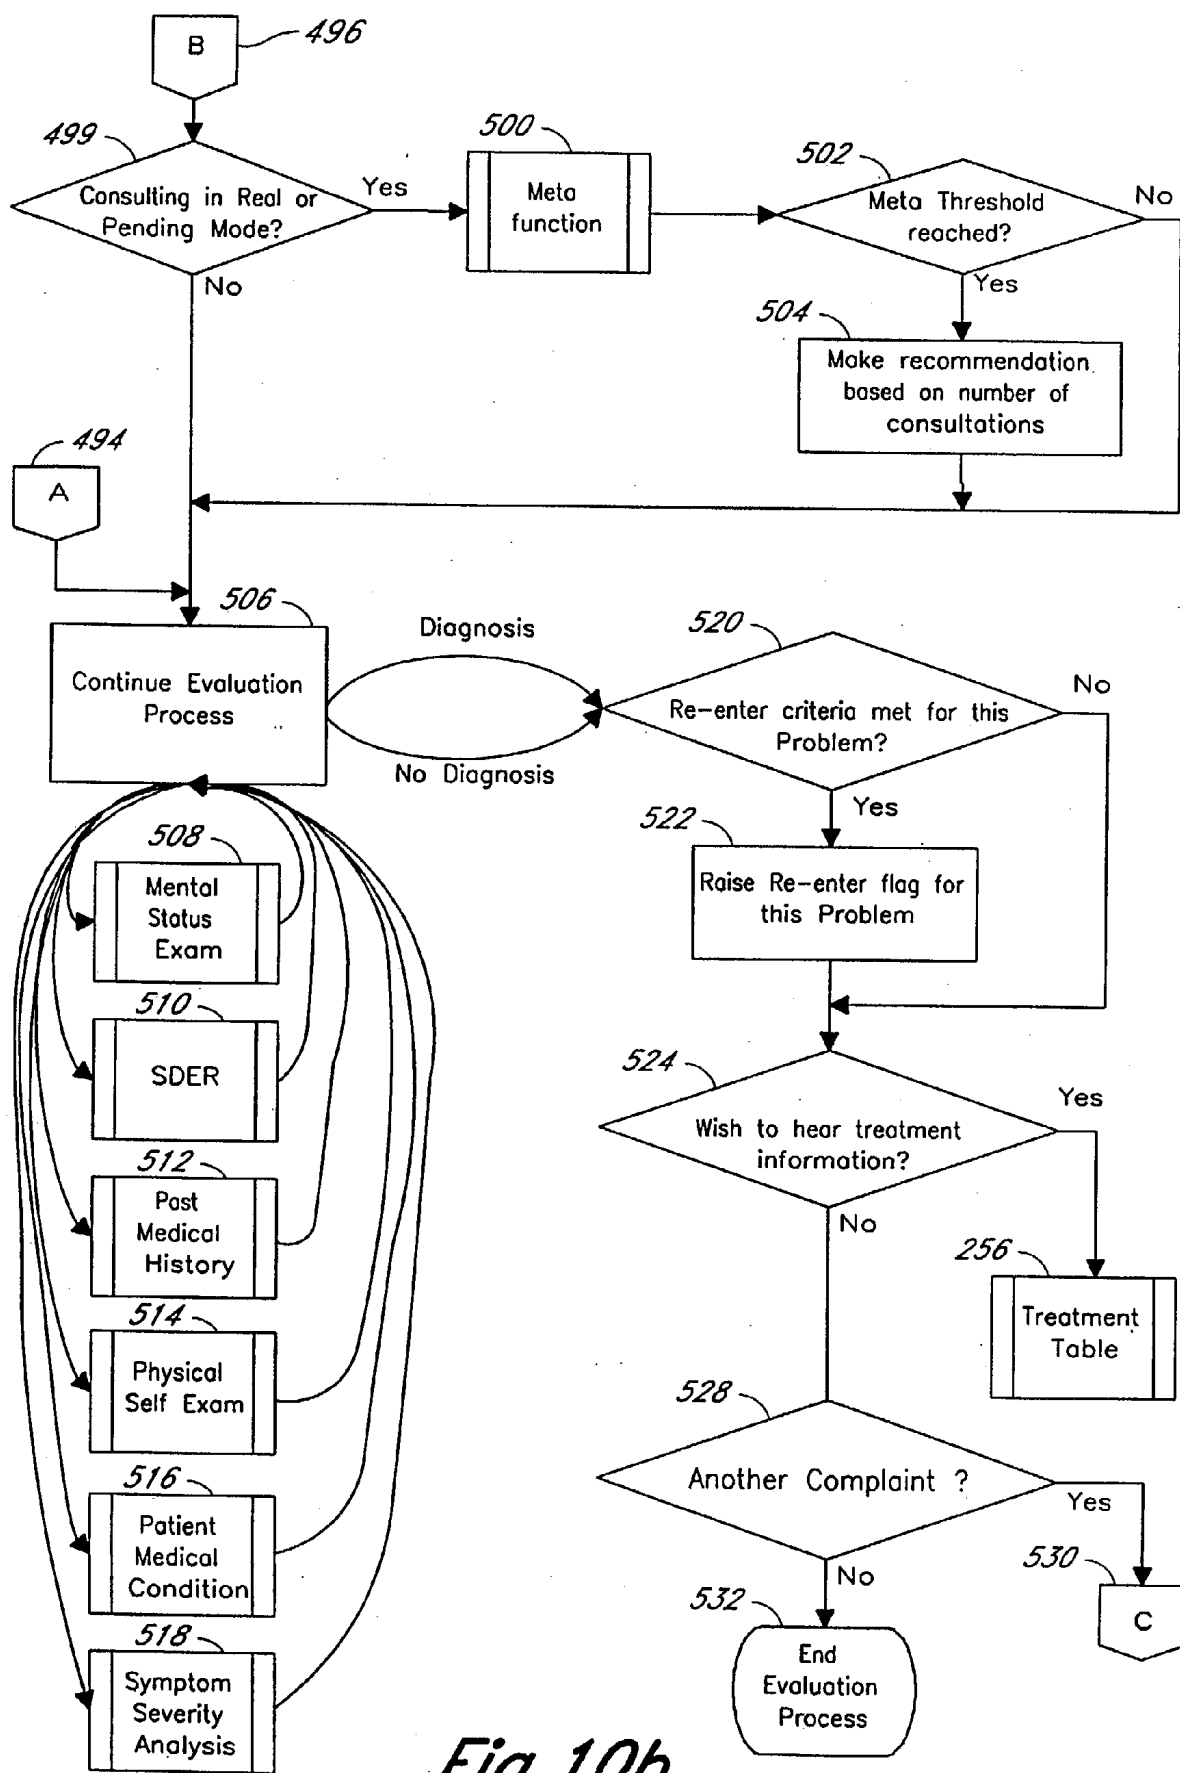 B
496
499
Consulting in Real or
Pending Mode?
Yes
No
500
Meta
function
502
Meta Threshold
reached?
No
Yes
504
Make recommendation
based on number of
consultations
494
A
506
Continue Evaluation
Process
Diagnosis
No Diagnosis
520
Re-enter criteria met for this
Problem?
No
Yes
522
Raise Re-enter flag for
this Problem
508
Mental
Status
Exam
510
SDER
512
Past
Medical
History
514
Physical
Self Exam
516
Patient
Medical
Condition
518
Symptom
Severity
Analysis
524
Wish to hear treatment
information?
Yes
No
256
Treatment
Table
528
Another Complaint ?
Yes
No
530
C
532
End
Evaluation
Process
Fig. 10b